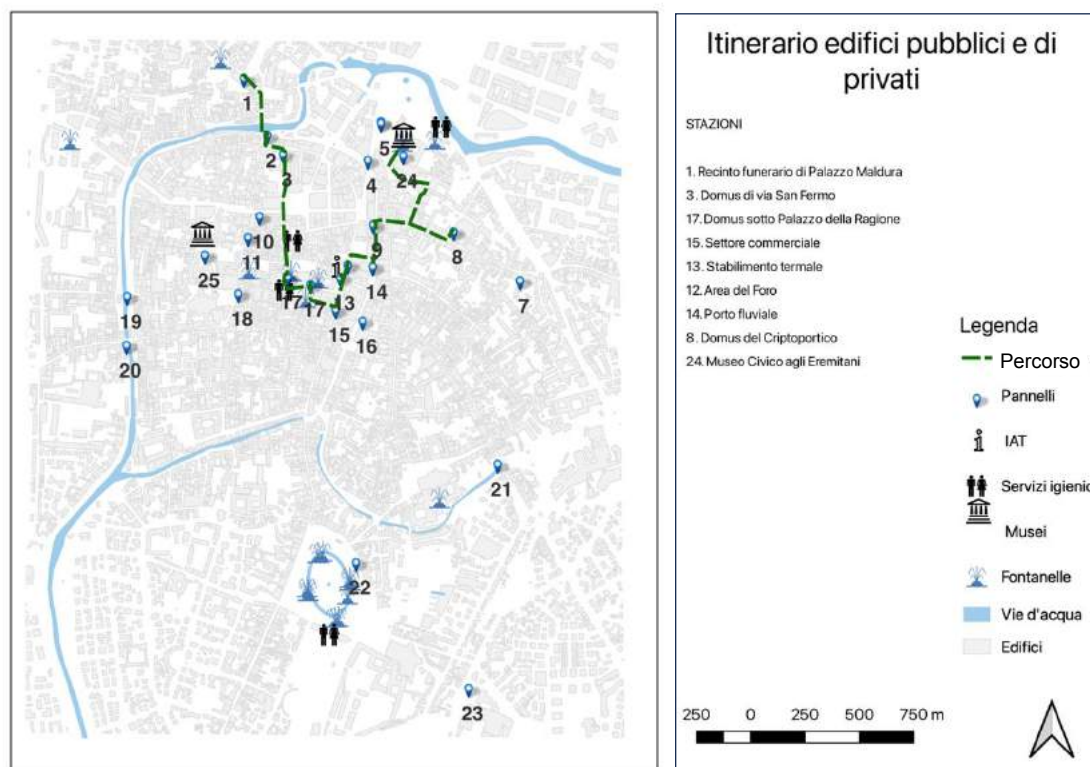 1
2
3
5
4
24
10
11
25
9
8
18
17
17
13
14
15
16
7
19
20
21
22
23
Itinerario edifici pubblici e di
privati
STAZIONI
1. Recinto funerario di Palazzo Maldura
3. Domus di via San Fermo
17. Domus sotto Palazzo della Ragione
15. Settore commerciale
13. Stabilimento termale
12. Area del Foro
14. Porto fluviale
8. Domus del Criptoportico
24. Museo Civico agli Eremitani
Legenda
Percorso
Pannelli
IAT
Servizi igienic
Musei
Fontanelle
Vie d'acqua
Edifici
250 0 250 500 750 m